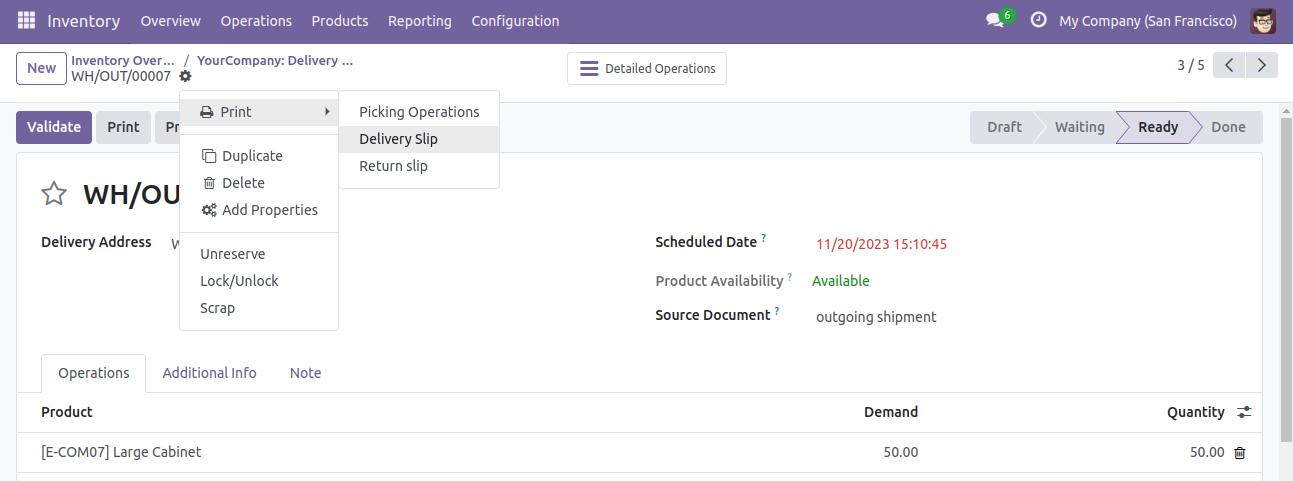 Inventory Overview Operations Products Reporting Configuration 6 My Company (San Francisco)
New Inventory Over... / YourCompany: Delivery ...
WH/OUT/00007
Detailed Operations
3 / 5
Validate Print Pr
Print
Duplicate
Delete
Add Properties
Unreserve
Lock/Unlock
Scrap
Picking Operations
Delivery Slip
Return slip
Draft Waiting Ready Done
WH/OU
Delivery Address W
Scheduled Date ? 11/20/2023 15:10:45
Product Availability ? Available
Source Document ? outgoing shipment
Operations Additional Info Note
Product Demand Quantity
[E-COM07] Large Cabinet 50.00 50.00